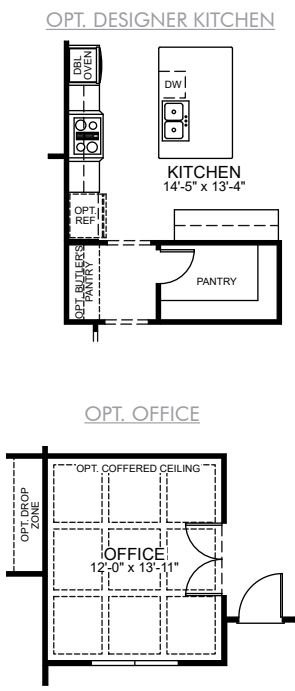 OPT. DESIGNER KITCHEN
DBL
OVEN
DW
KITCHEN
14'-5" x 13'-4"
OPT.
REF
OPT. BUTLER'S
PANTRY
PANTRY
OPT. OFFICE
OPT. COFFERED CEILING
OPT. DROP
ZONE
OFFICE
12'-0" x 13'-11"